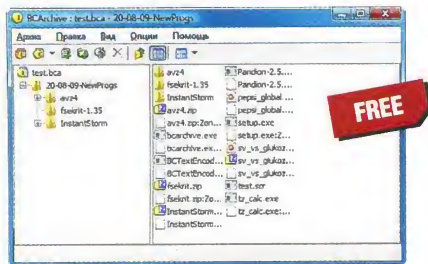 BCArchive : test.bca - 20-08-09-NewProgs
Архив Правка Вид Опции Помощь
test.bca
20-08-09-NewProgs
avz4
fsekrit-1.35
InstantStorm
avz4
fsekrit-1.35
InstantStorm
avz4.zip
avz4.zip:Zon...
bcarchive.exe
bcarchive.ex...
BCTextEncod...
BCTextEncod...
fsekrit.zip
fsekrit.zip:Zo...
InstantStorm...
InstantStorm...
Pandion-2.5....
Pandion-2.5....
pepsi_global ...
pepsi_global ...
setup.exe
setup.exe:Z...
sv_vs_glukoz...
sv_vs_glukoz...
test.scr
tz_calc.exe
tz_calc.exe:...
FREE